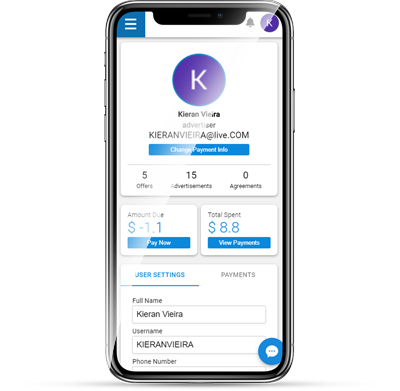 K
K
Kieran Vieira
advertiser
KIERANVIEIRA@live.COM
Change Payment Info
5 15 0
Offers Advertisements Agreements
Amount Due Total Spent
$ -1.1 $ 8.8
Pay Now View Payments
USER SETTINGS PAYMENTS
Full Name
Kieran Vieira
Username
KIERANVIEIRA
Phone Number